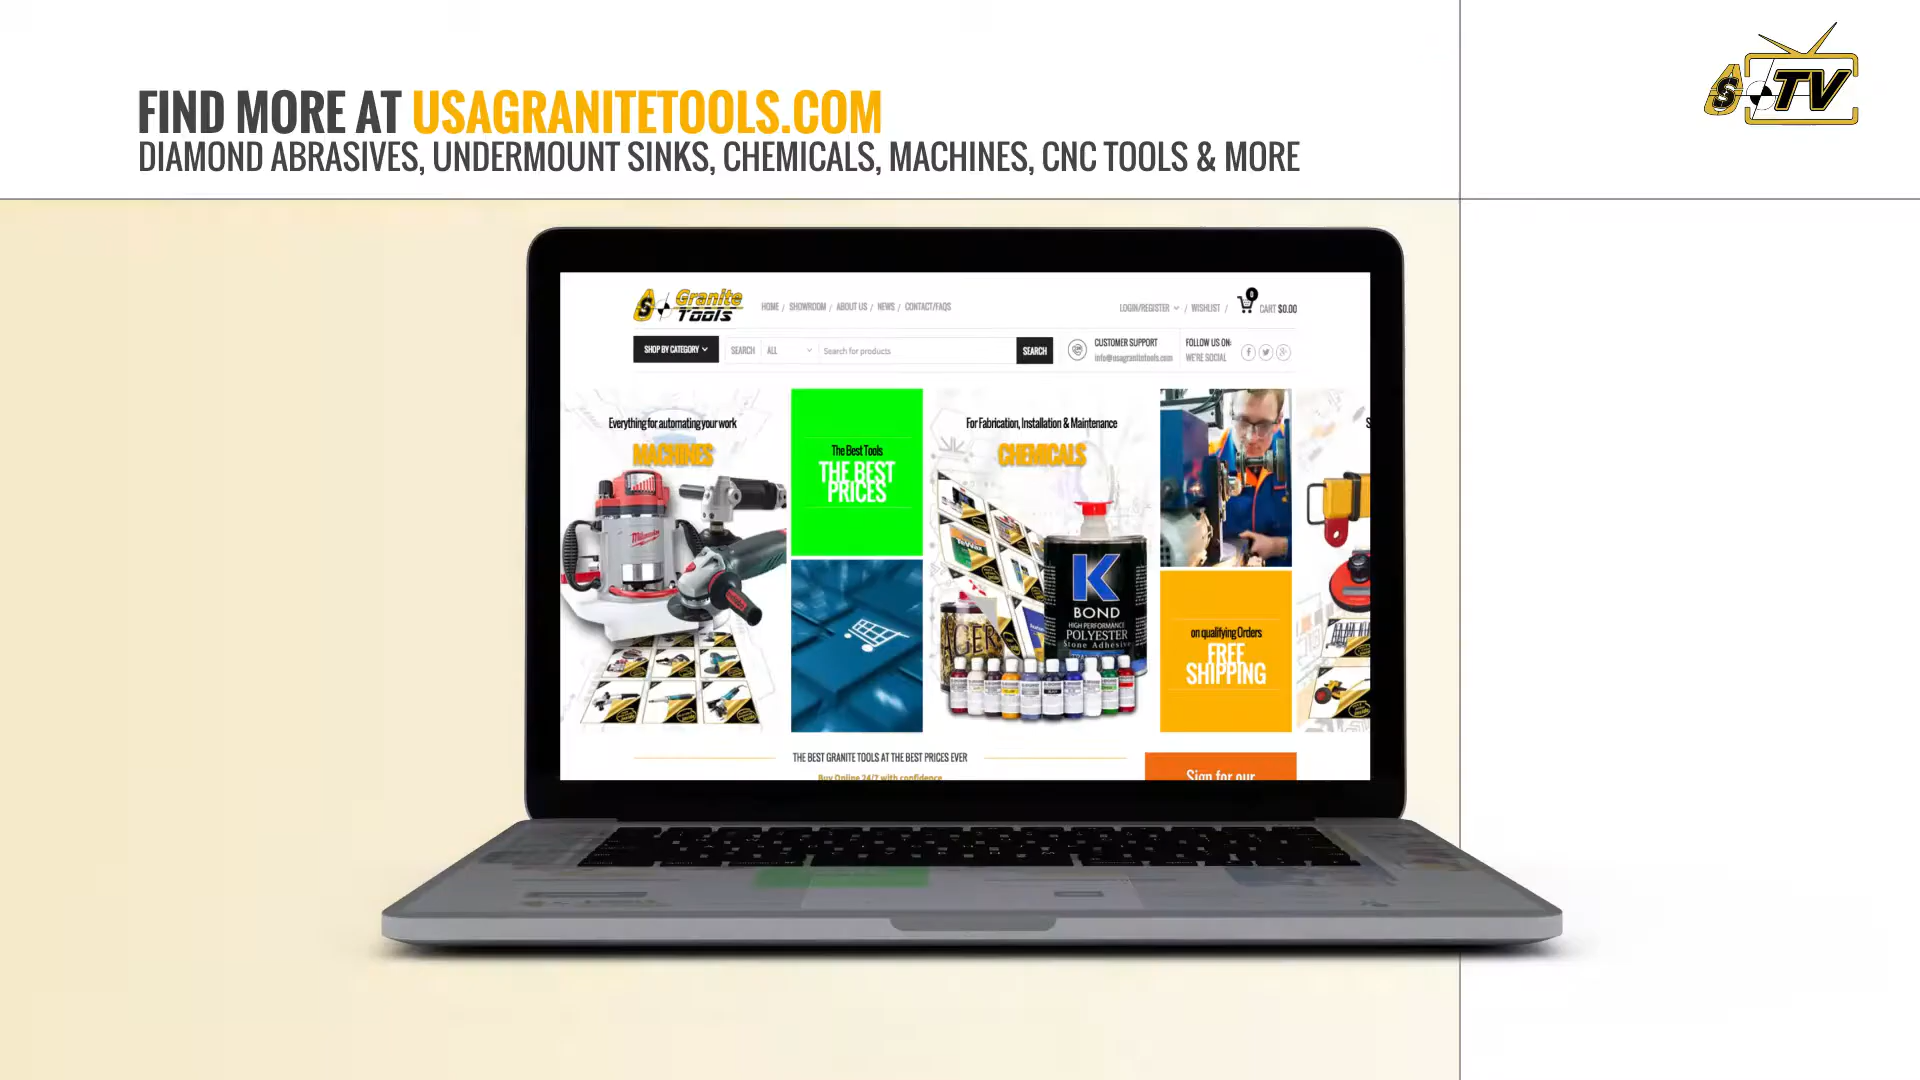 FIND MORE AT USAGRANITETOOLS.COM
DIAMOND ABRASIVES, UNDERMOUNT SINKS, CHEMICALS, MACHINES, CNC TOOLS & MORE
S TV
S Granite Tools
HOME / SHOWROOM / ABOUT US / NEWS / CONTACT/FAQS
LOGIN/REGISTER / WISHLIST /
0
CART $0.00
SHOP BY CATEGORY
SEARCH
ALL
Search for products
SEARCH
CUSTOMER SUPPORT
info@usagranitetools.com
FOLLOW US ON:
WE'RE SOCIAL
Everything for automating your work
MACHINES
Milwaukee
The Best Tools
THE BEST
PRICES
For Fabrication, Installation & Maintenance
CHEMICALS
TeWax
K
BOND
HIGH PERFORMANCE
POLYESTER
Stone Adhesive
AGER
on qualifying Orders
FREE
SHIPPING
S
THE BEST GRANITE TOOLS AT THE BEST PRICES EVER
Buy Online 24/7 with confidence
Sign for our